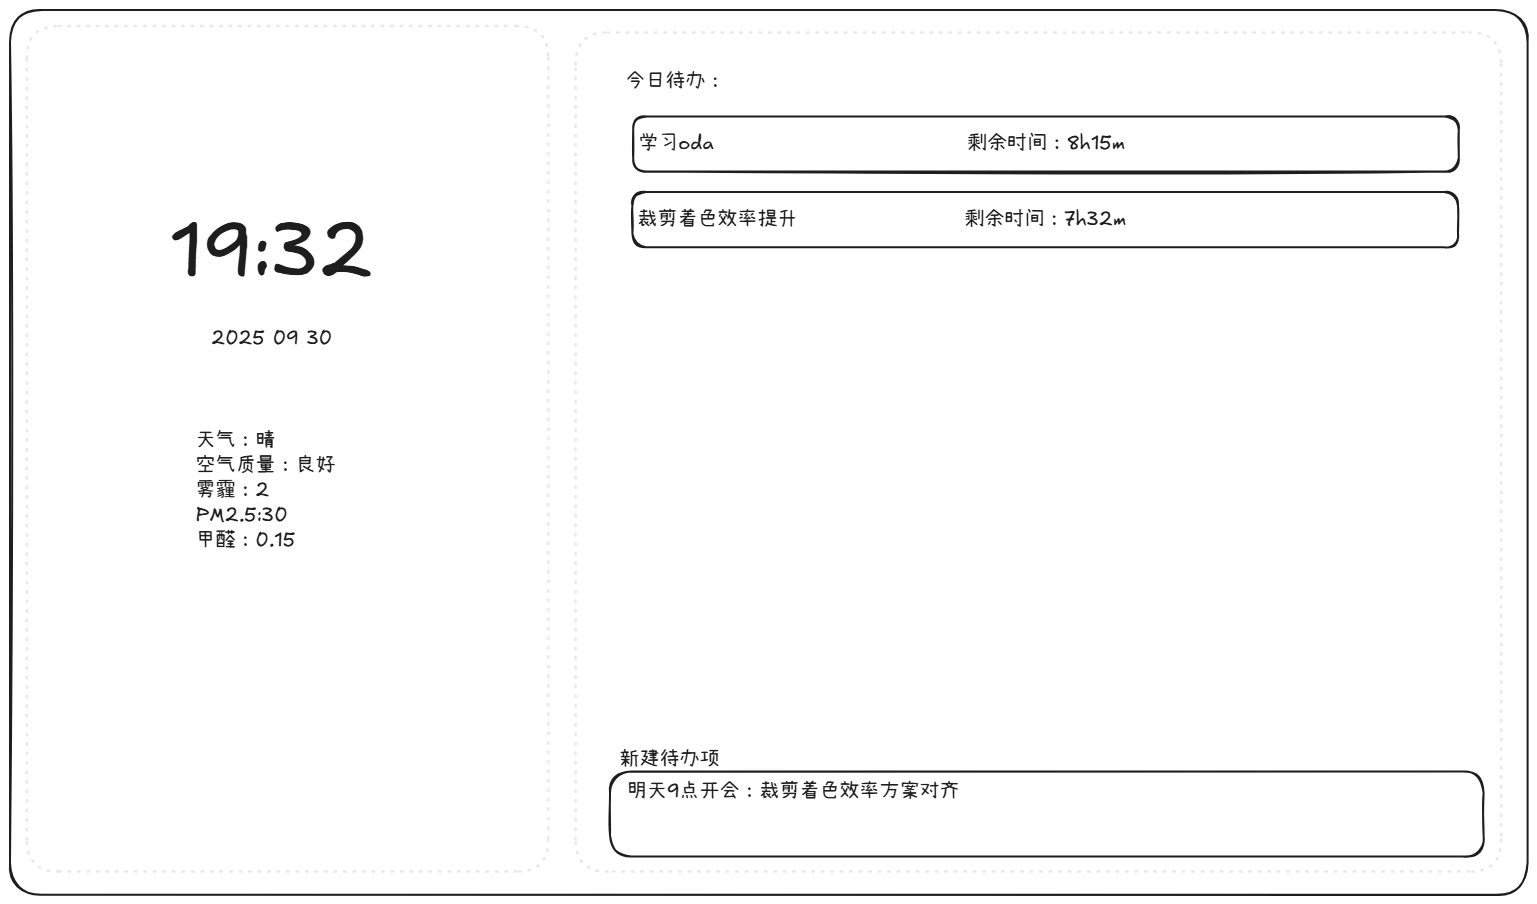 19:32
2025 09 30
天气：晴
空气质量：良好
雾霾：2
PM2.5:30
甲醛：0.15
今日待办：
学习oda 剩余时间：8h15m
裁剪着色效率提升 剩余时间：7h32m
新建待办项
明天9点开会：裁剪着色效率方案对齐